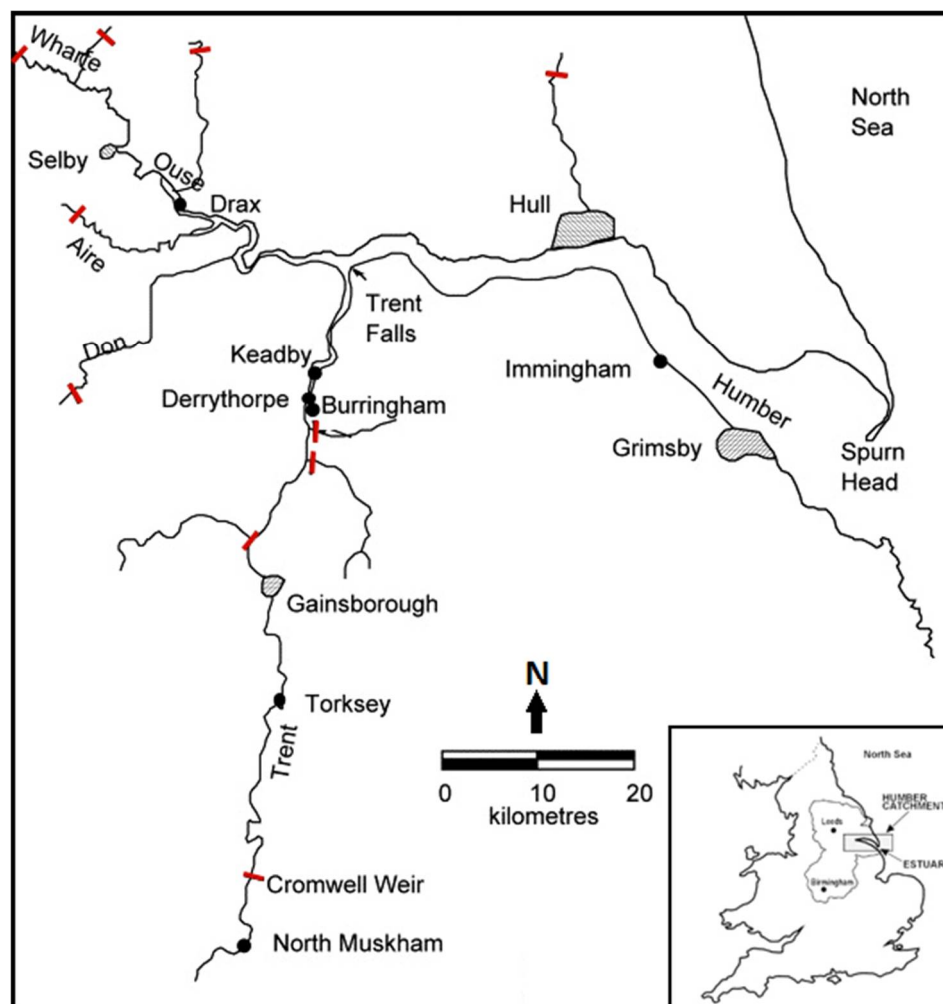 Wharfe
North
Sea
Selby
Ouse
Drax
Hull
Aire
Trent
Falls
Don
Keadby
Immingham
Derrythorpe
Burringham
Humber
Grimsby
Spurn
Head
Gainsborough
N
Torksey
Trent
0 10 20
kilometres
Cromwell Weir
North Muskham
North Sea
HUMBER
CATCHMENT
Leeds
ESTUAR
Birmingham